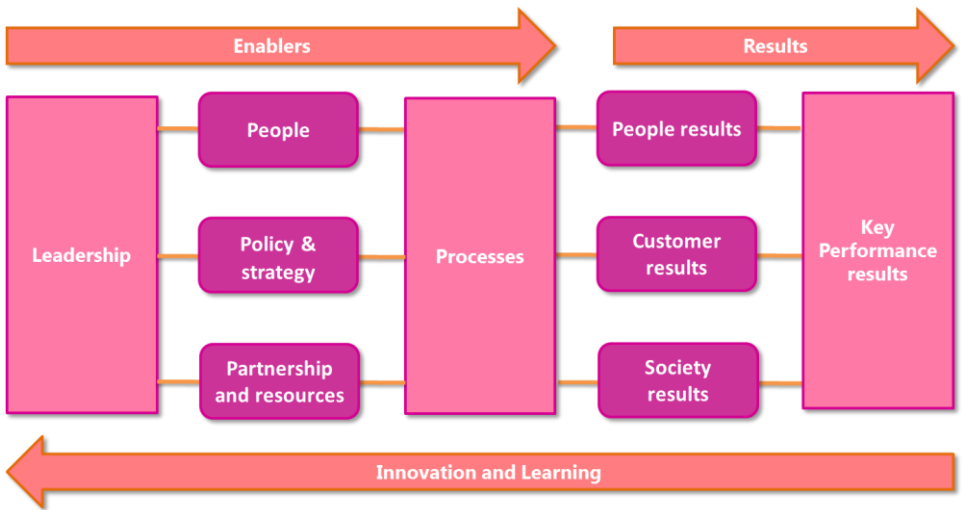 Enablers
Results
Leadership
People
Policy &
strategy
Partnership
and resources
Processes
People results
Customer
results
Society
results
Key
Performance
results
Innovation and Learning